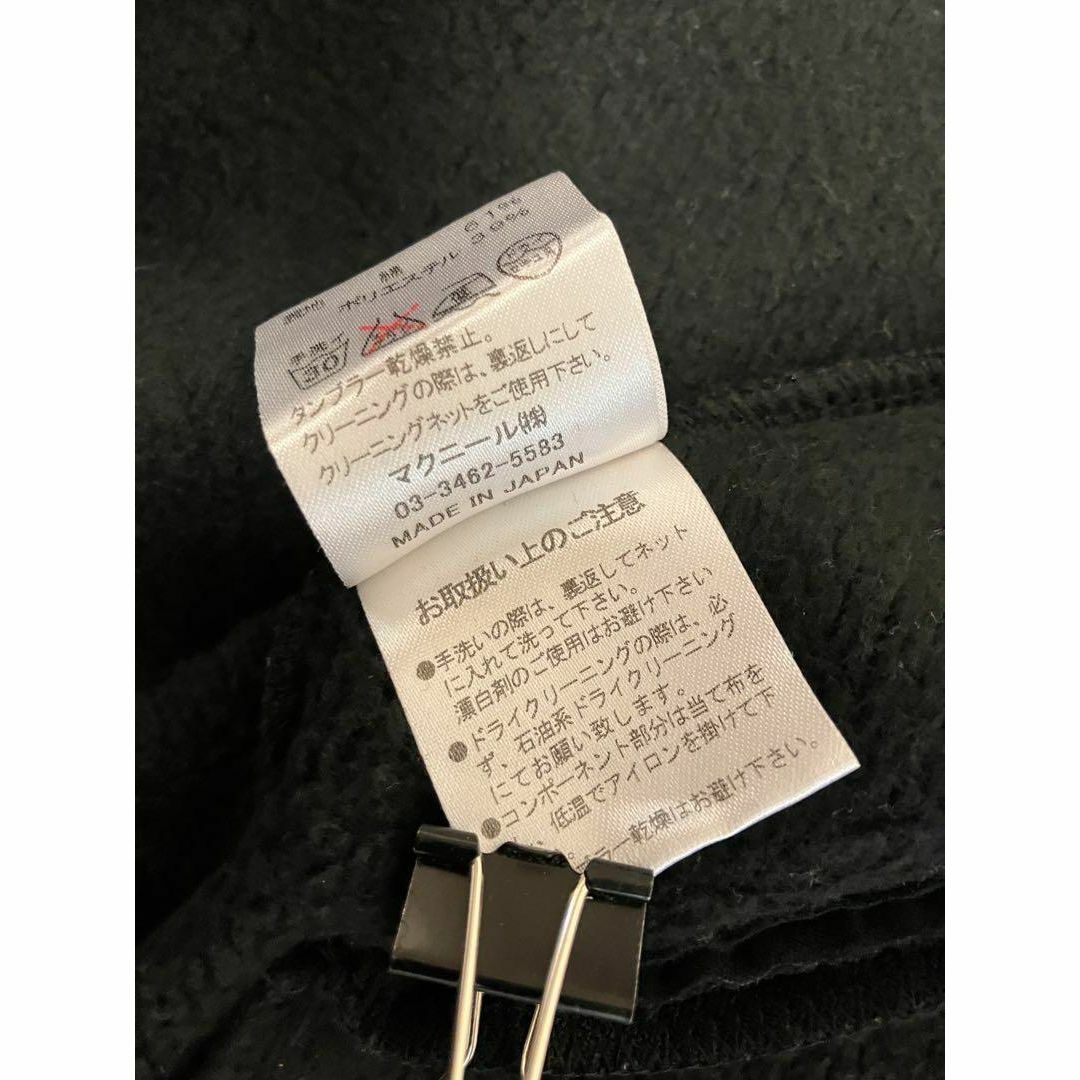 綿
ポリエステル
30
タンブラー乾燥禁止。
クリーニングの際は、裏返しにして
クリーニングネットをご使用下さい。
マクニール(株)
03-3462-5583
MADE IN JAPAN
お取扱い上のご注意
●手洗いの際は、裏返してネット
に入れて洗って下さい。
漂白剤のご使用はお避け下さい
●ドライクリーニングの際は、必
ず、石油系ドライクリーニング
にてお願い致します。
●コンポーネント部分は当て布を
低温でアイロンを掛けて下
ラー乾燥はお避け下さい。